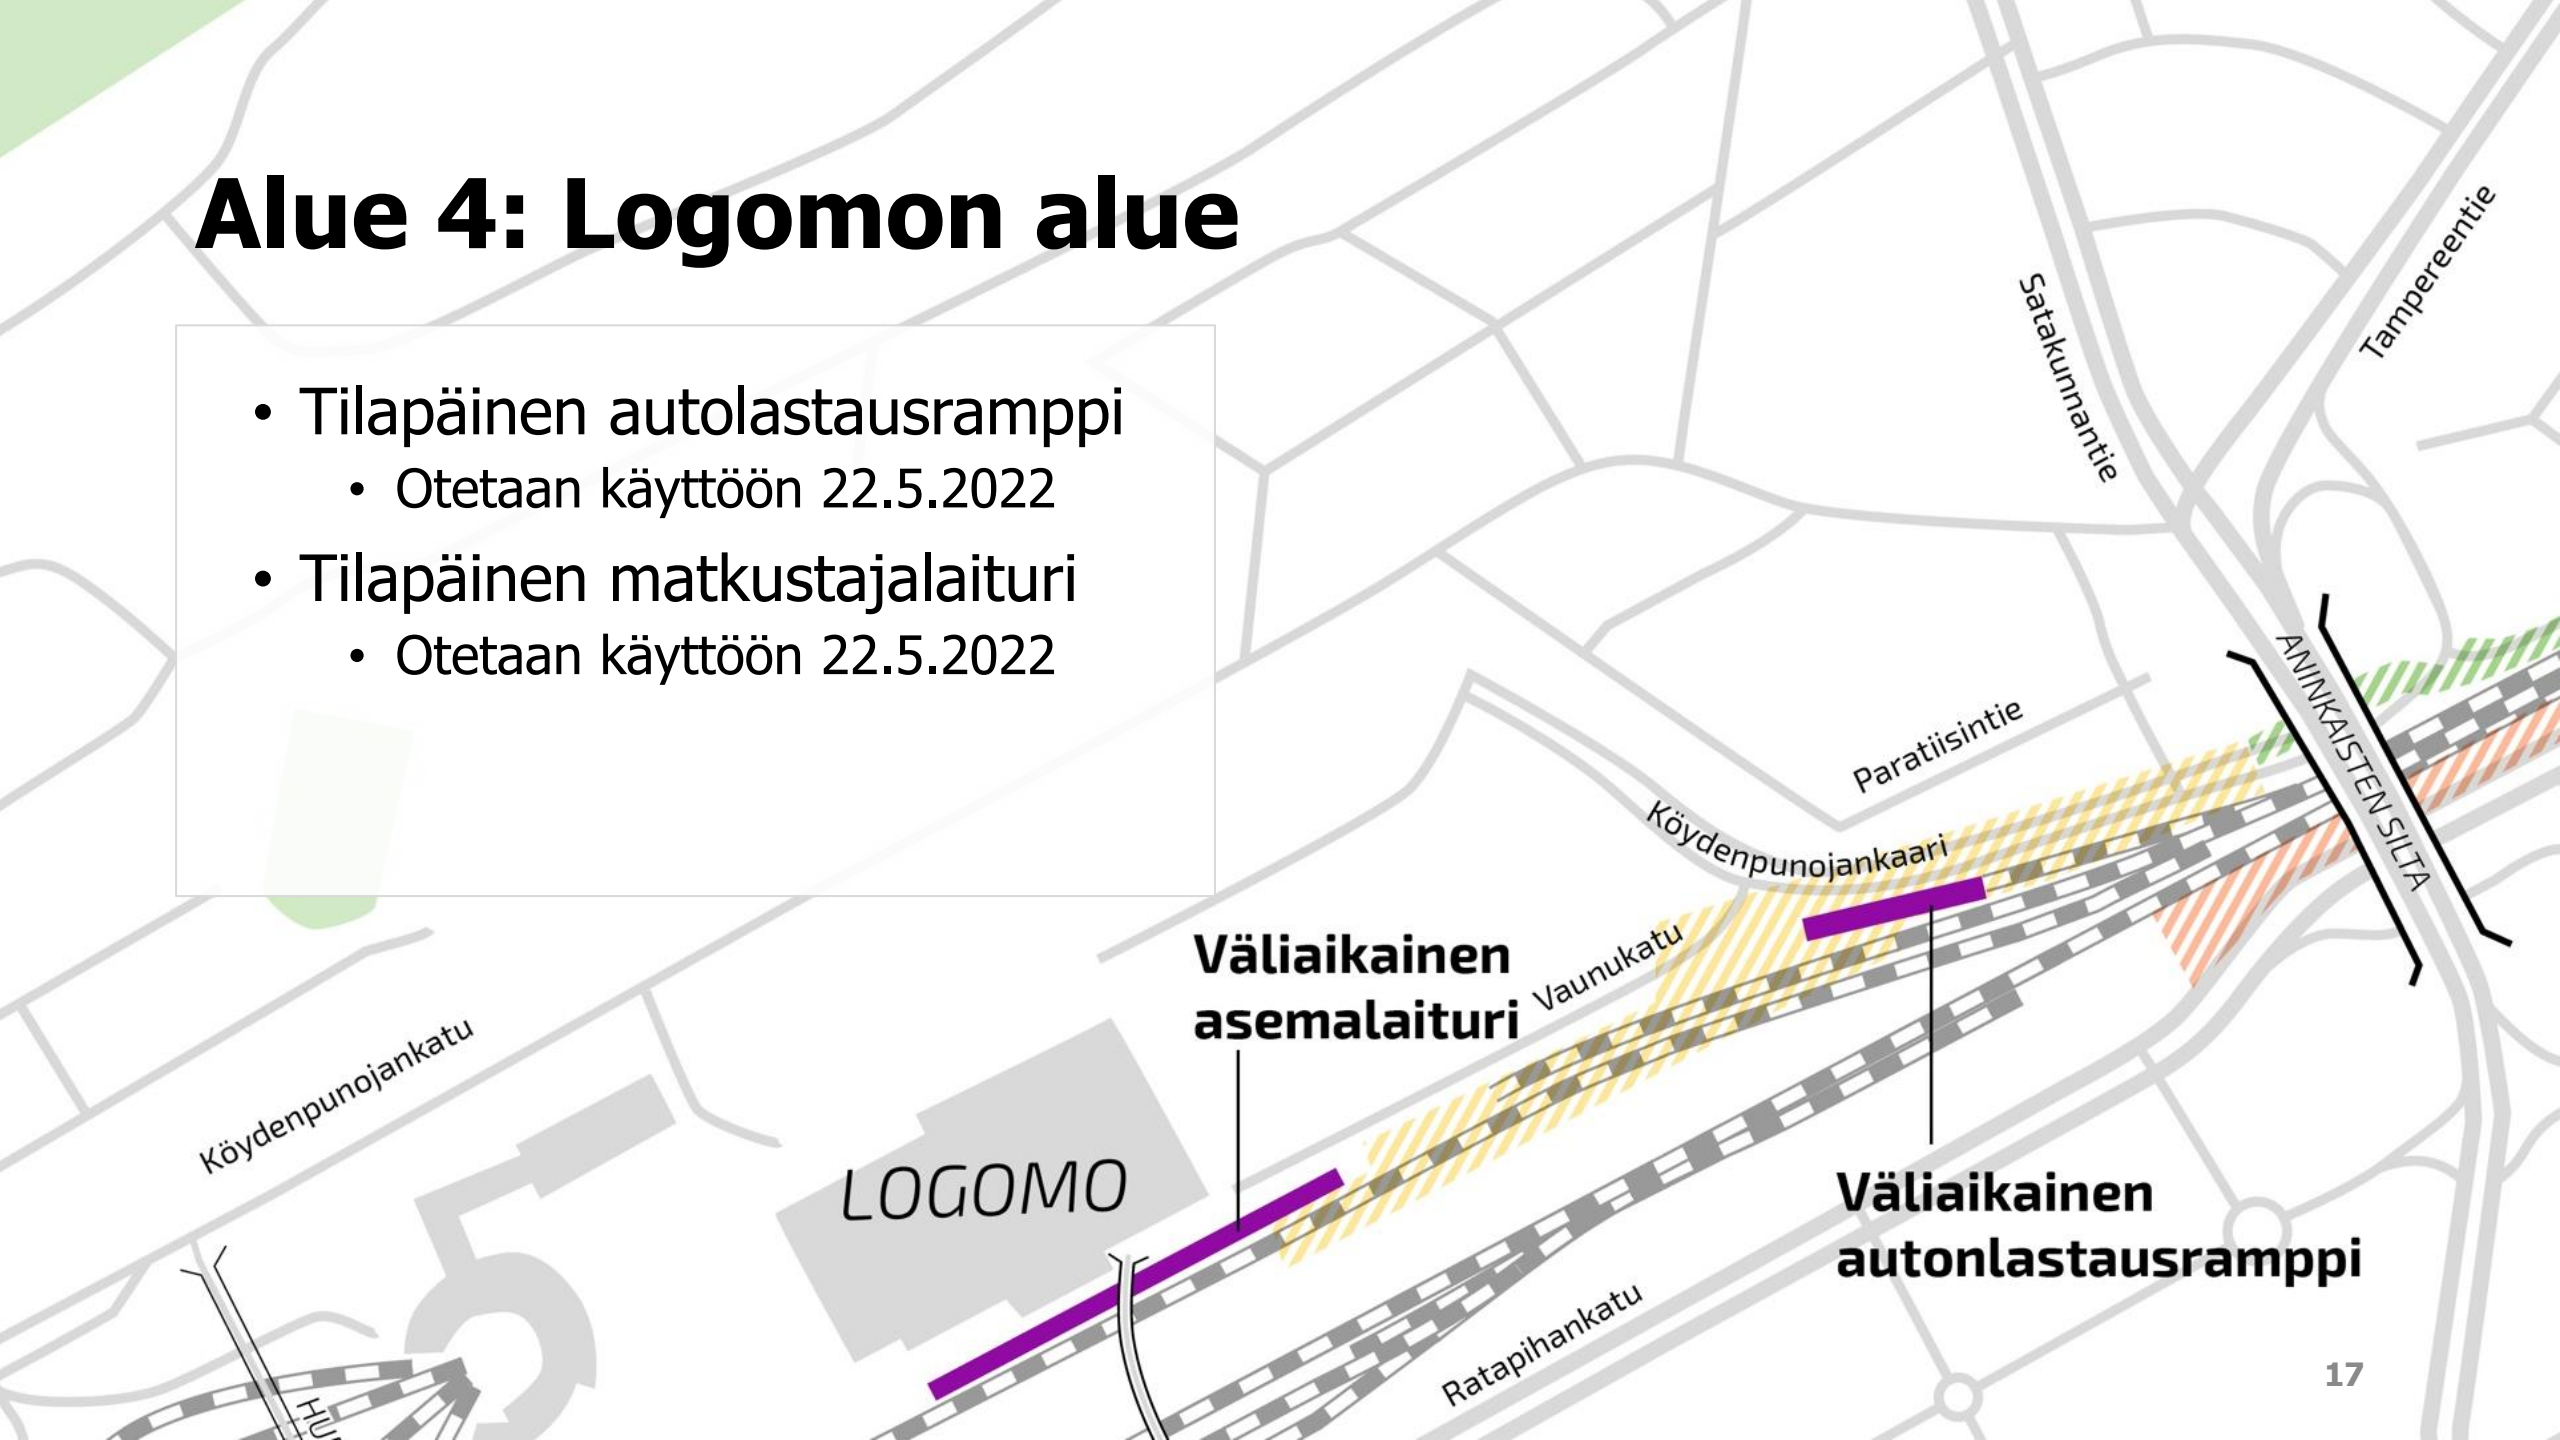 Alue 4: Logomon alue
• Tilapäinen autolastausramppi
• Otetaan käyttöön 22.5.2022
• Tilapäinen matkustajalaituri
• Otetaan käyttöön 22.5.2022
Satakunnantie
Tampereentie
ANINKAISTEN SILTA
Paratiisintie
Köydenpunojankaari
Vaunukatu
Väliaikainen
asemalaituri
Köydenpunojankatu
LOGOMO
Väliaikainen
autonlastausramppi
Ratapihankatu
17